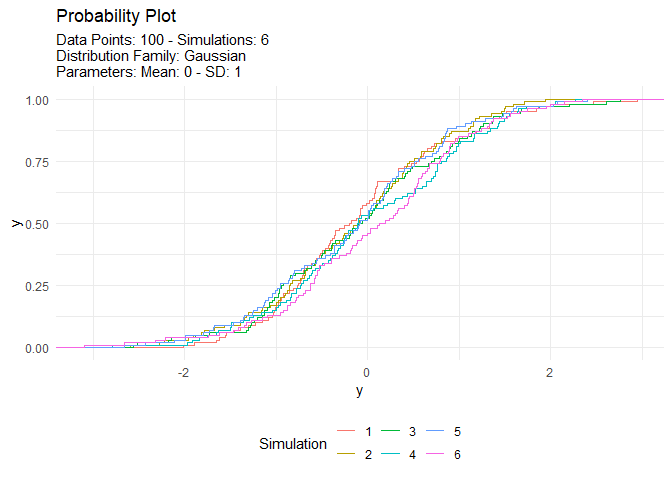 Probability Plot
Data Points: 100 - Simulations: 6
Distribution Family: Gaussian
Parameters: Mean: 0 - SD: 1
1.00
0.75
0.50
0.25
0.00
y
-2 0 2
y
Simulation
1 3 5
2 4 6